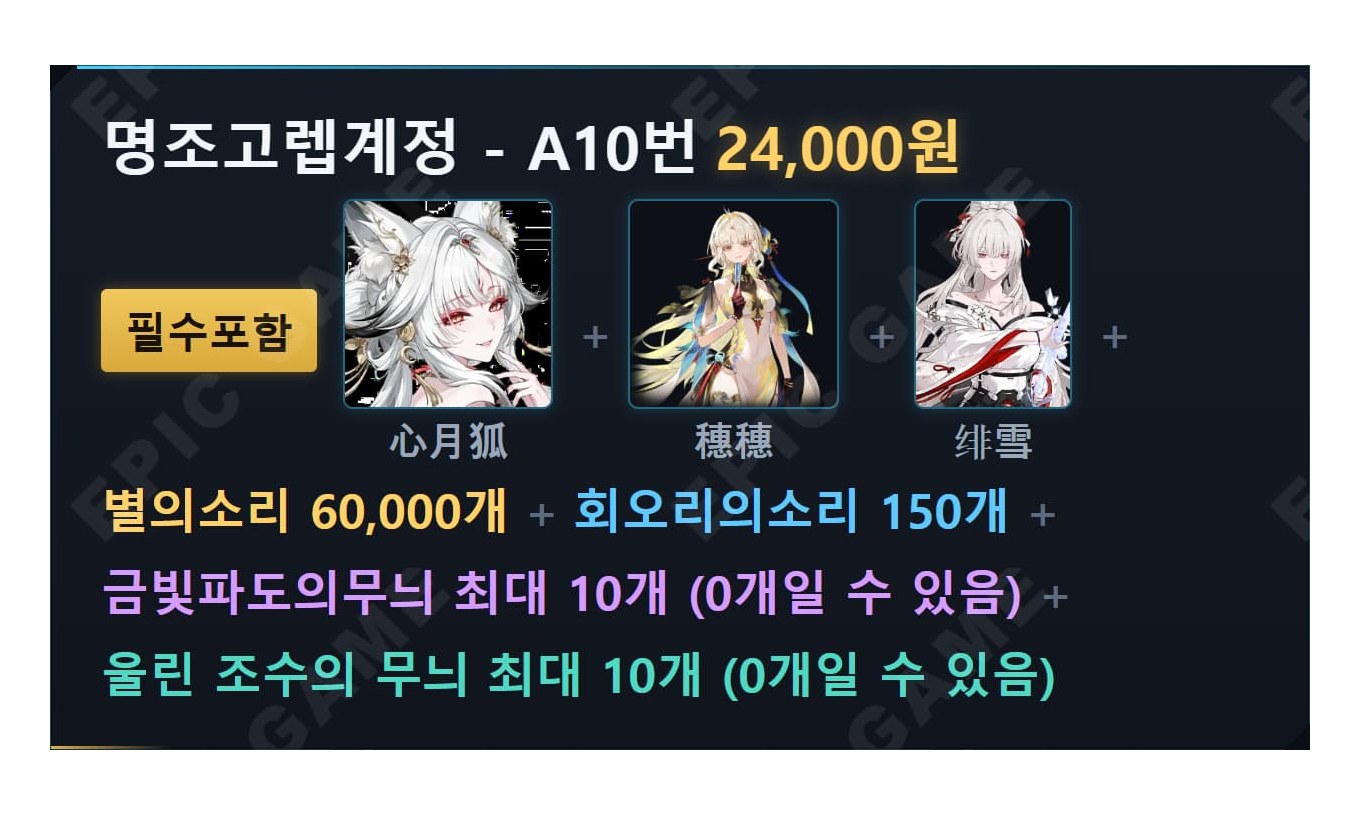 명조고렙계정 - A10번 24,000원
필수포함 + + +
心月狐 穗穗 绯雪
별의소리 60,000개 + 회오리의소리 150개 +
금빛파도의무늬 최대 10개 (0개일 수 있음) +
울린 조수의 무늬 최대 10개 (0개일 수 있음)
EPIC GAME